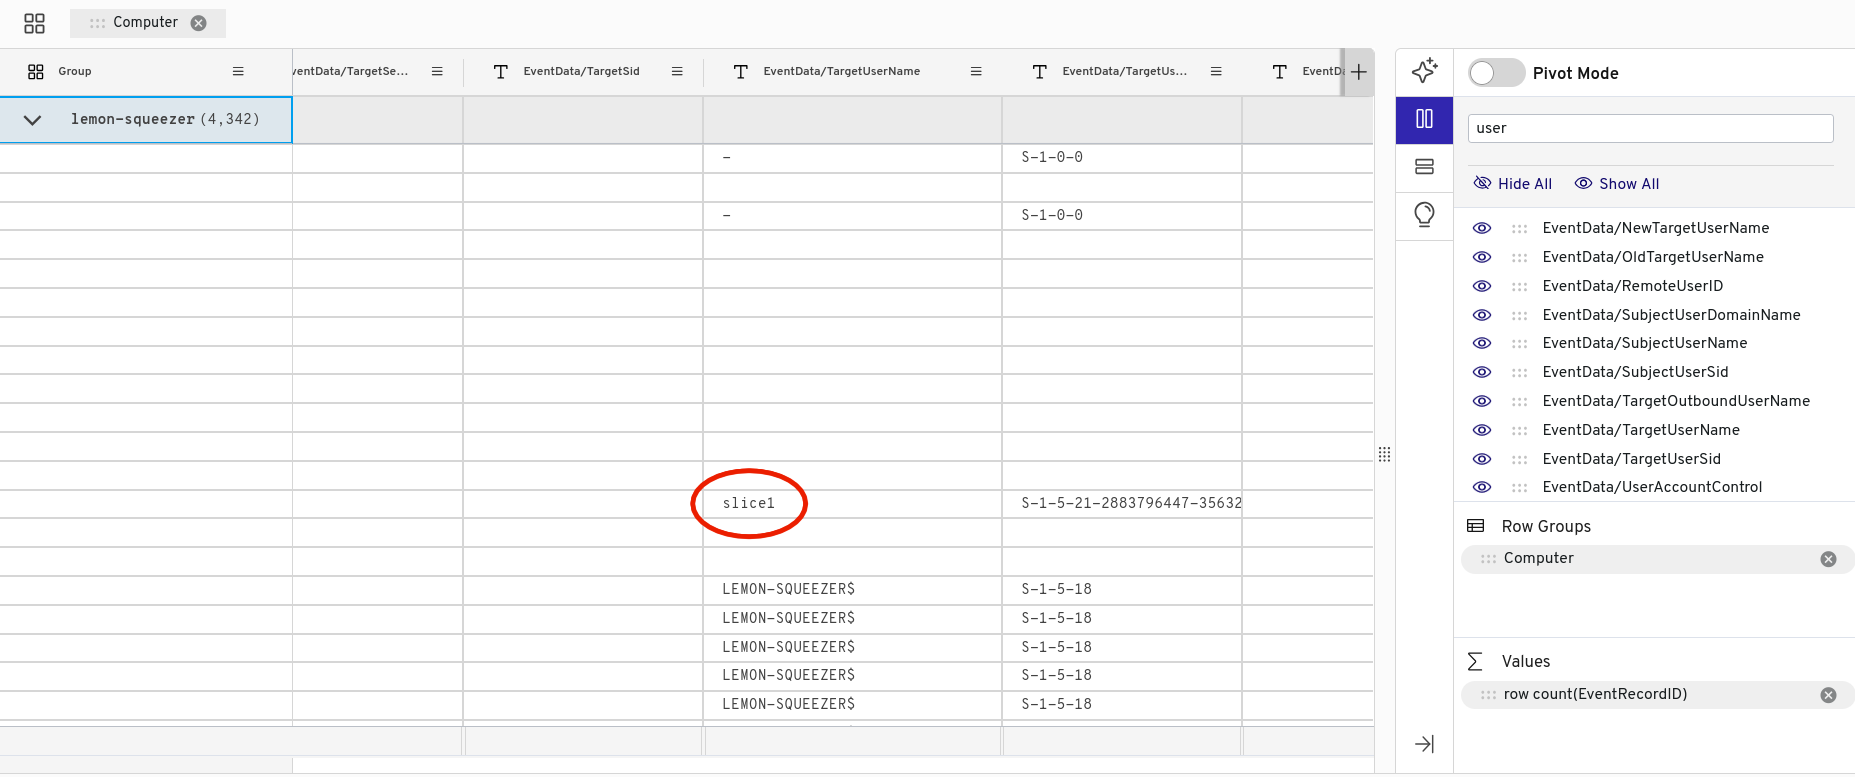 Computer
Group
ventData/TargetSe...
EventData/TargetSid
EventData/TargetUserName
EventData/TargetUs...
EventDa
lemon-squeezer (4,342)
- S-1-0-0
- S-1-0-0
slice1 S-1-5-21-2883796447-35632
LEMON-SQUEEZER$ S-1-5-18
LEMON-SQUEEZER$ S-1-5-18
LEMON-SQUEEZER$ S-1-5-18
LEMON-SQUEEZER$ S-1-5-18
LEMON-SQUEEZER$ S-1-5-18
Pivot Mode
user
Hide All Show All
EventData/NewTargetUserName
EventData/OldTargetUserName
EventData/RemoteUserID
EventData/SubjectUserDomainName
EventData/SubjectUserName
EventData/SubjectUserSid
EventData/TargetOutboundUserName
EventData/TargetUserName
EventData/TargetUserSid
EventData/UserAccountControl
Row Groups
Computer
Values
row count(EventRecordID)